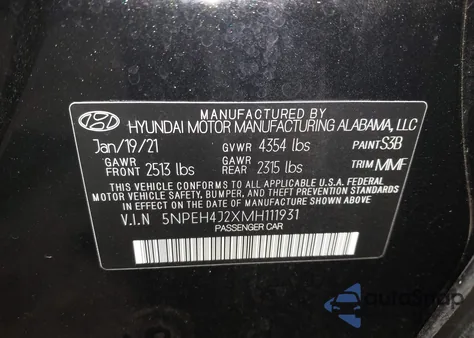 MANUFACTURED BY
HYUNDAI MOTOR MANUFACTURING ALABAMA, LLC
Jan/19/21 GVWR 4354 lbs PAINT S3B
GAWR FRONT 2513 lbs GAWR REAR 2315 lbs TRIM MMF
THIS VEHICLE CONFORMS TO ALL APPLICABLE U.S. FEDERAL
MOTOR VEHICLE SAFETY, BUMPER, AND THEFT PREVENTION STANDARDS
IN EFFECT ON THE DATE OF MANUFACTURE SHOWN ABOVE.
V.I.N 5NPEH4J2XMH111931
PASSENGER CAR
autoSnap